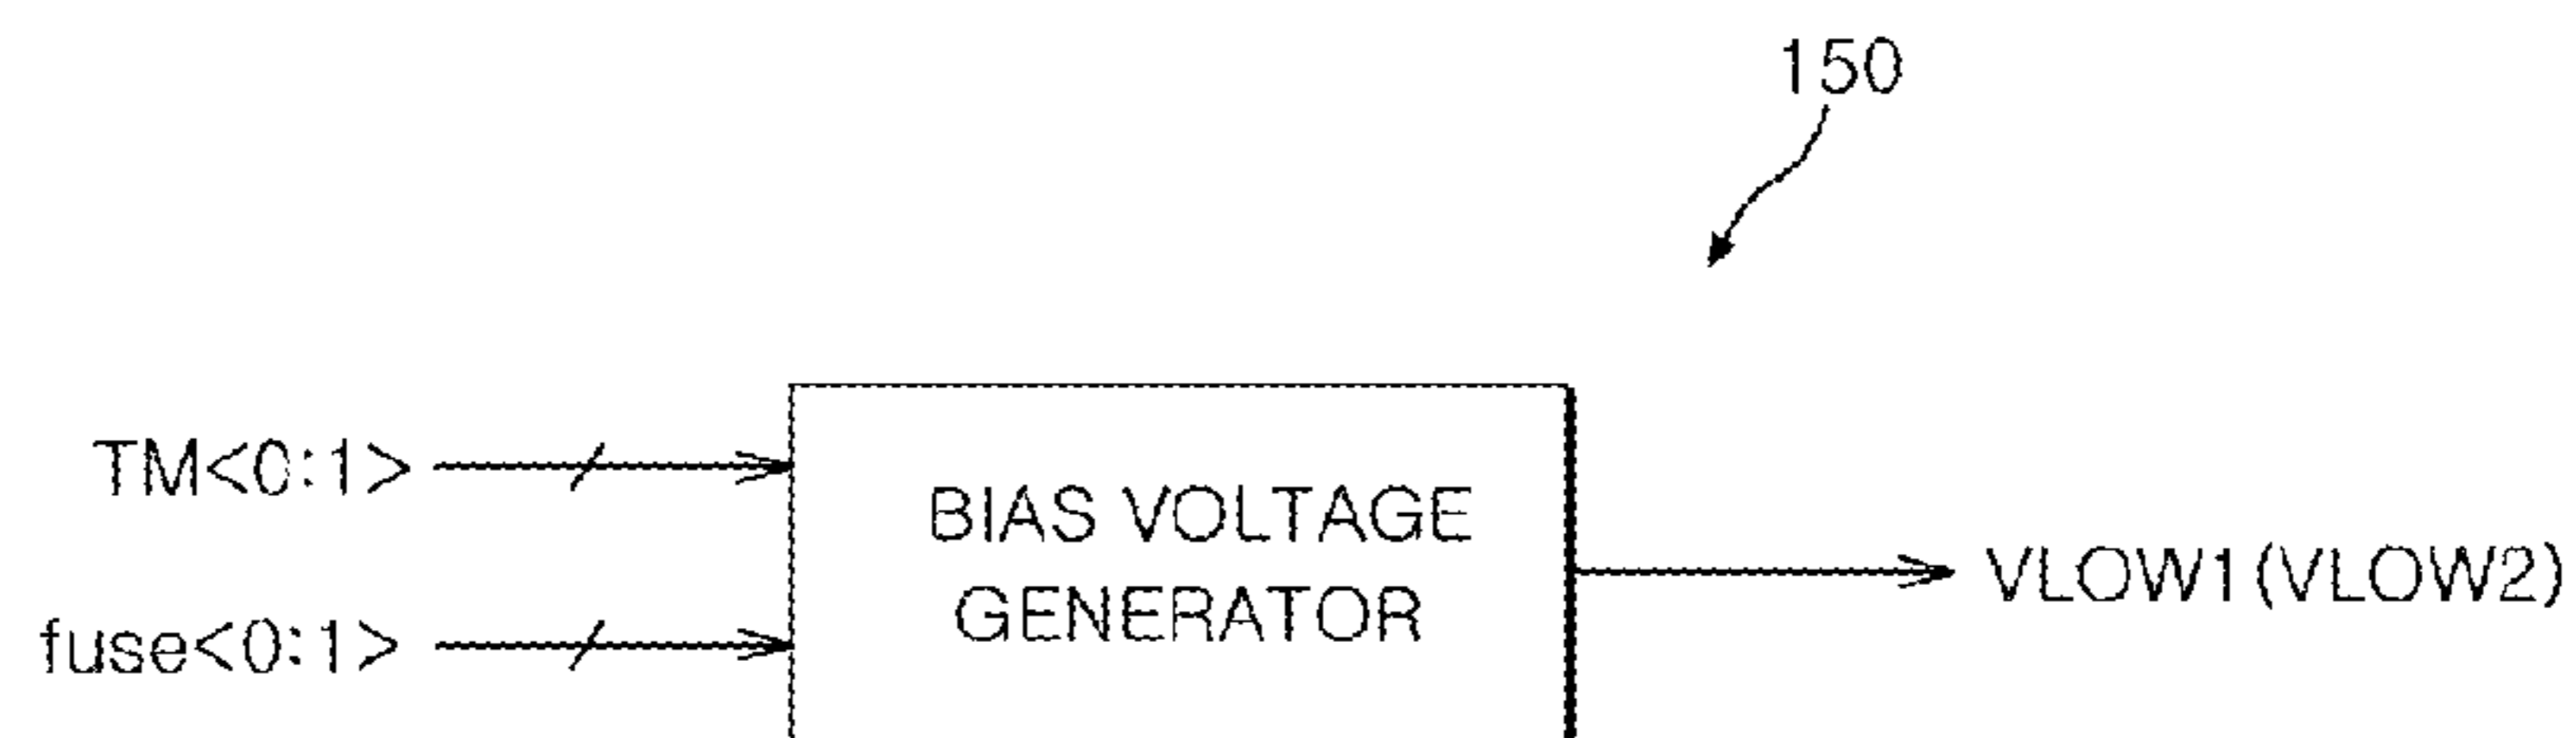 150
TM<0:1>
BIAS VOLTAGE
GENERATOR
VLOW1(VLOW2)
fuse<0:1>